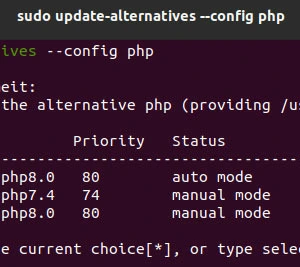 sudo update-alternatives --config php
ives --config php
eit:
the alternative php (providing /us
Priority Status
------------------------------------
php8.0 80 auto mode
php7.4 74 manual mode
php8.0 80 manual mode
e current choice[*], or type selec